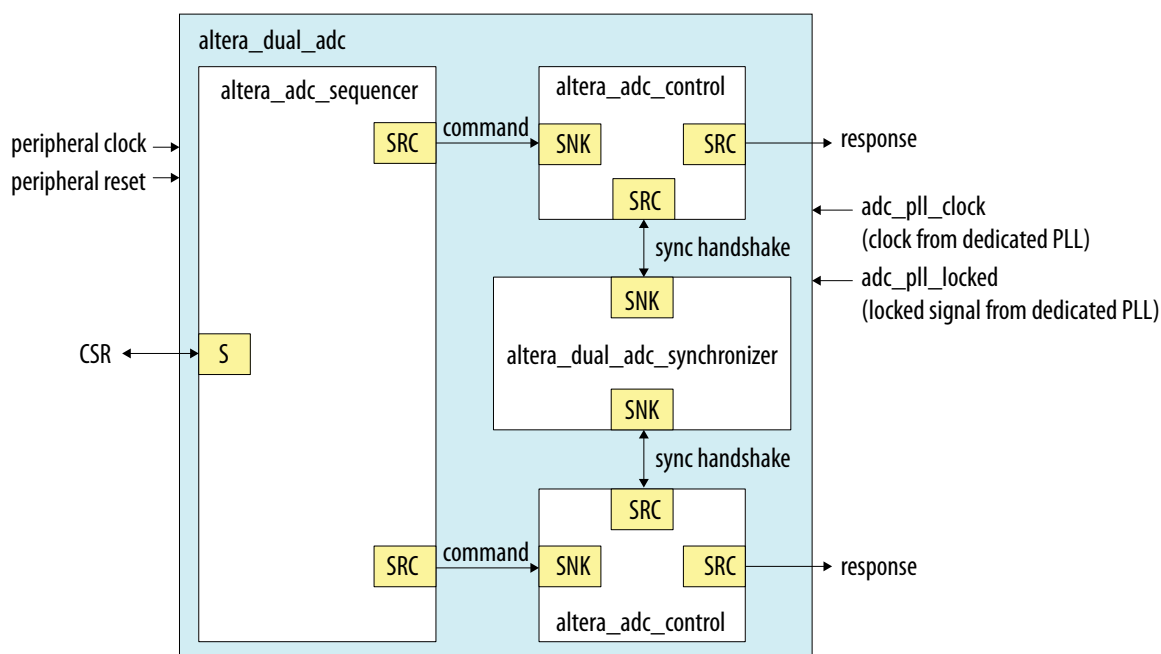 altera_dual_adc
altera_adc_sequencer
altera_adc_control
peripheral clock
peripheral reset
SRC
command
SNK
SRC
response
SRC
adc_pll_clock
(clock from dedicated PLL)
sync handshake
adc_pll_locked
(locked signal from dedicated PLL)
SNK
CSR
S
altera_dual_adc_synchronizer
SNK
sync handshake
SRC
SRC
command
SNK
SRC
response
altera_adc_control